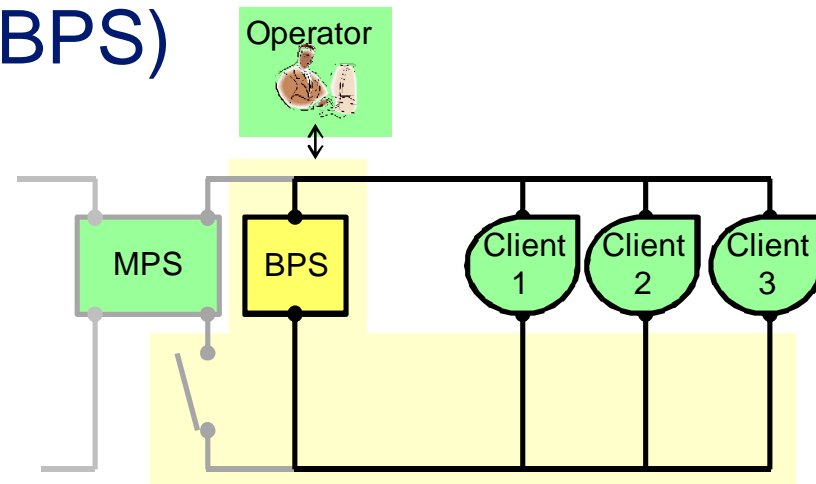 BPS)
Operator
MPS
BPS
Client
1
Client
2
Client
3